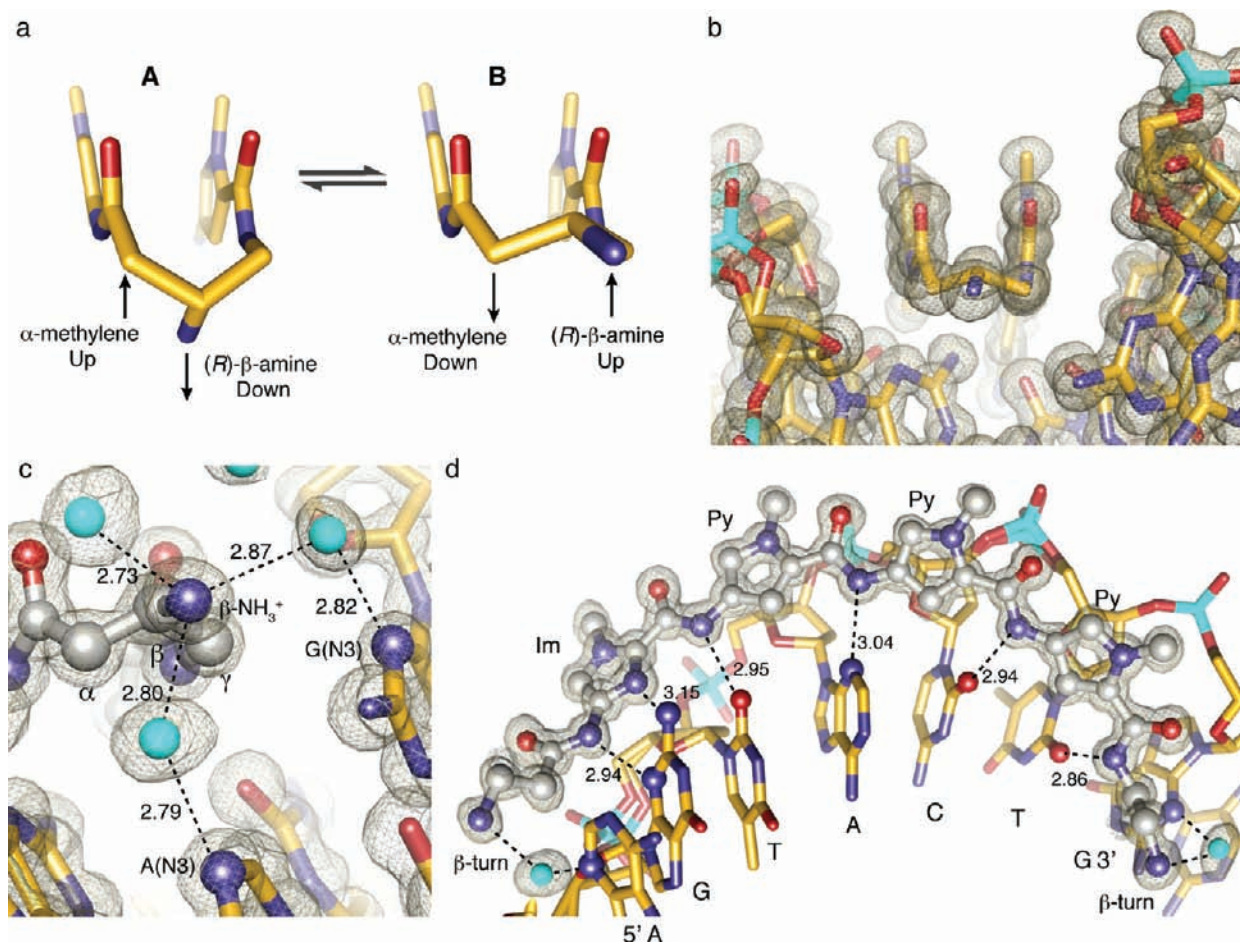 a
A
B
α-methylene
Up
(R)-β-amine
Down
α-methylene
Down
(R)-β-amine
Up
b
c
2.73
2.87
β-NH₃⁺
2.82
G(N3)
β
α
γ
2.80
2.79
A(N3)
d
Py
Py
Py
Im
3.04
2.95
2.94
3.15
2.94
2.86
β-turn
A
C
T
T
G
G 3'
β-turn
5' A